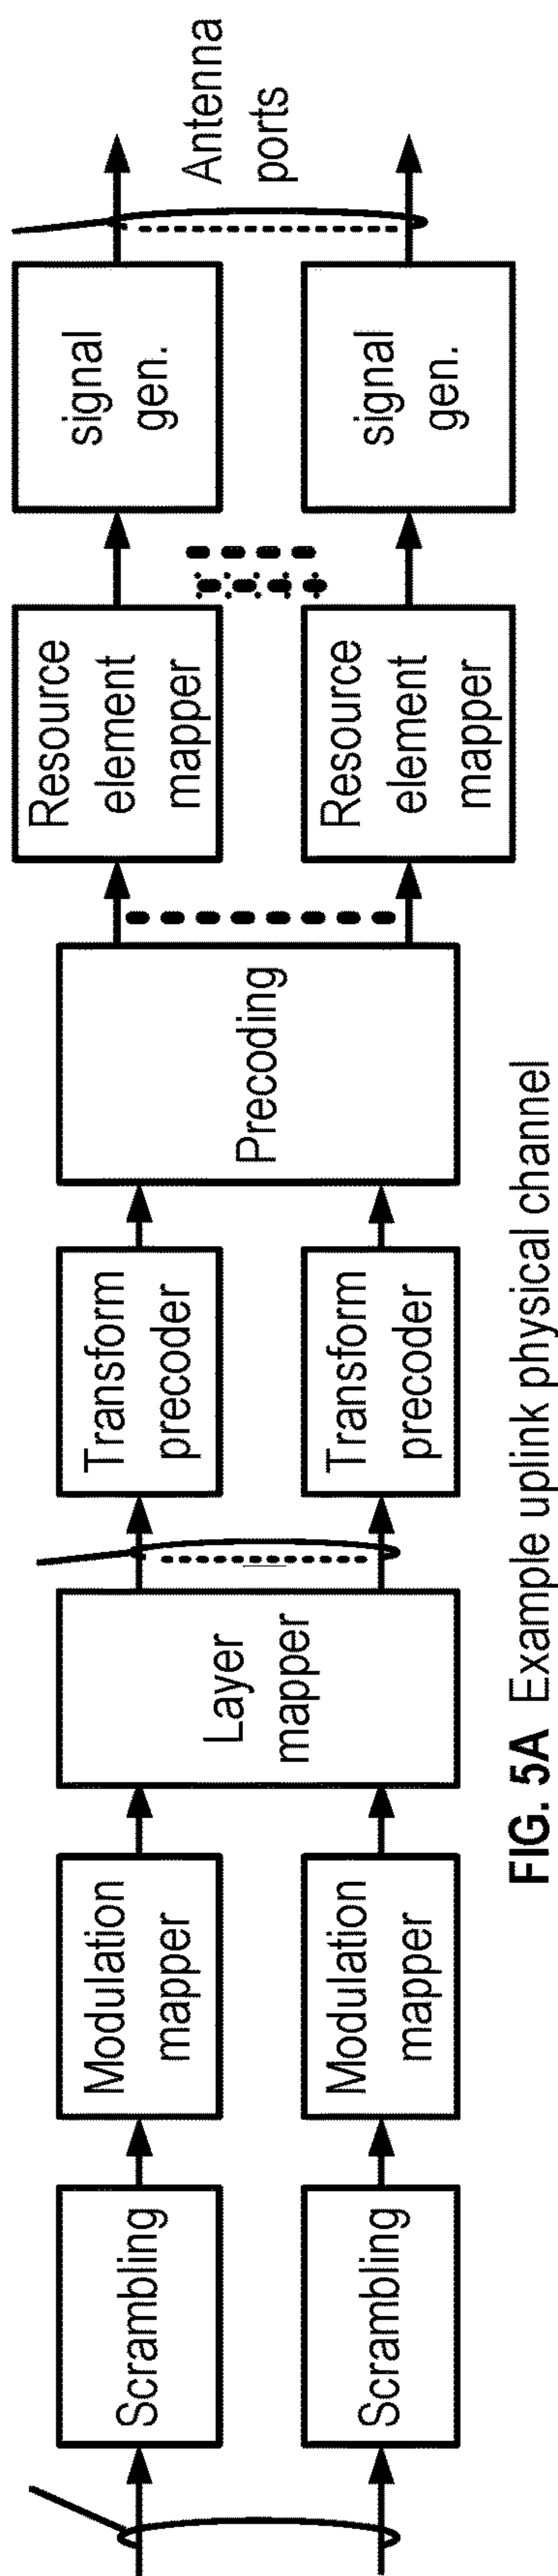 Scrambling
Scrambling
Modulation
mapper
Modulation
mapper
Layer
mapper
Transform
precoder
Transform
precoder
Precoding
Resource
element
mapper
Resource
element
mapper
signal
gen.
signal
gen.
Antenna
ports
FIG. 5A Example uplink physical channel